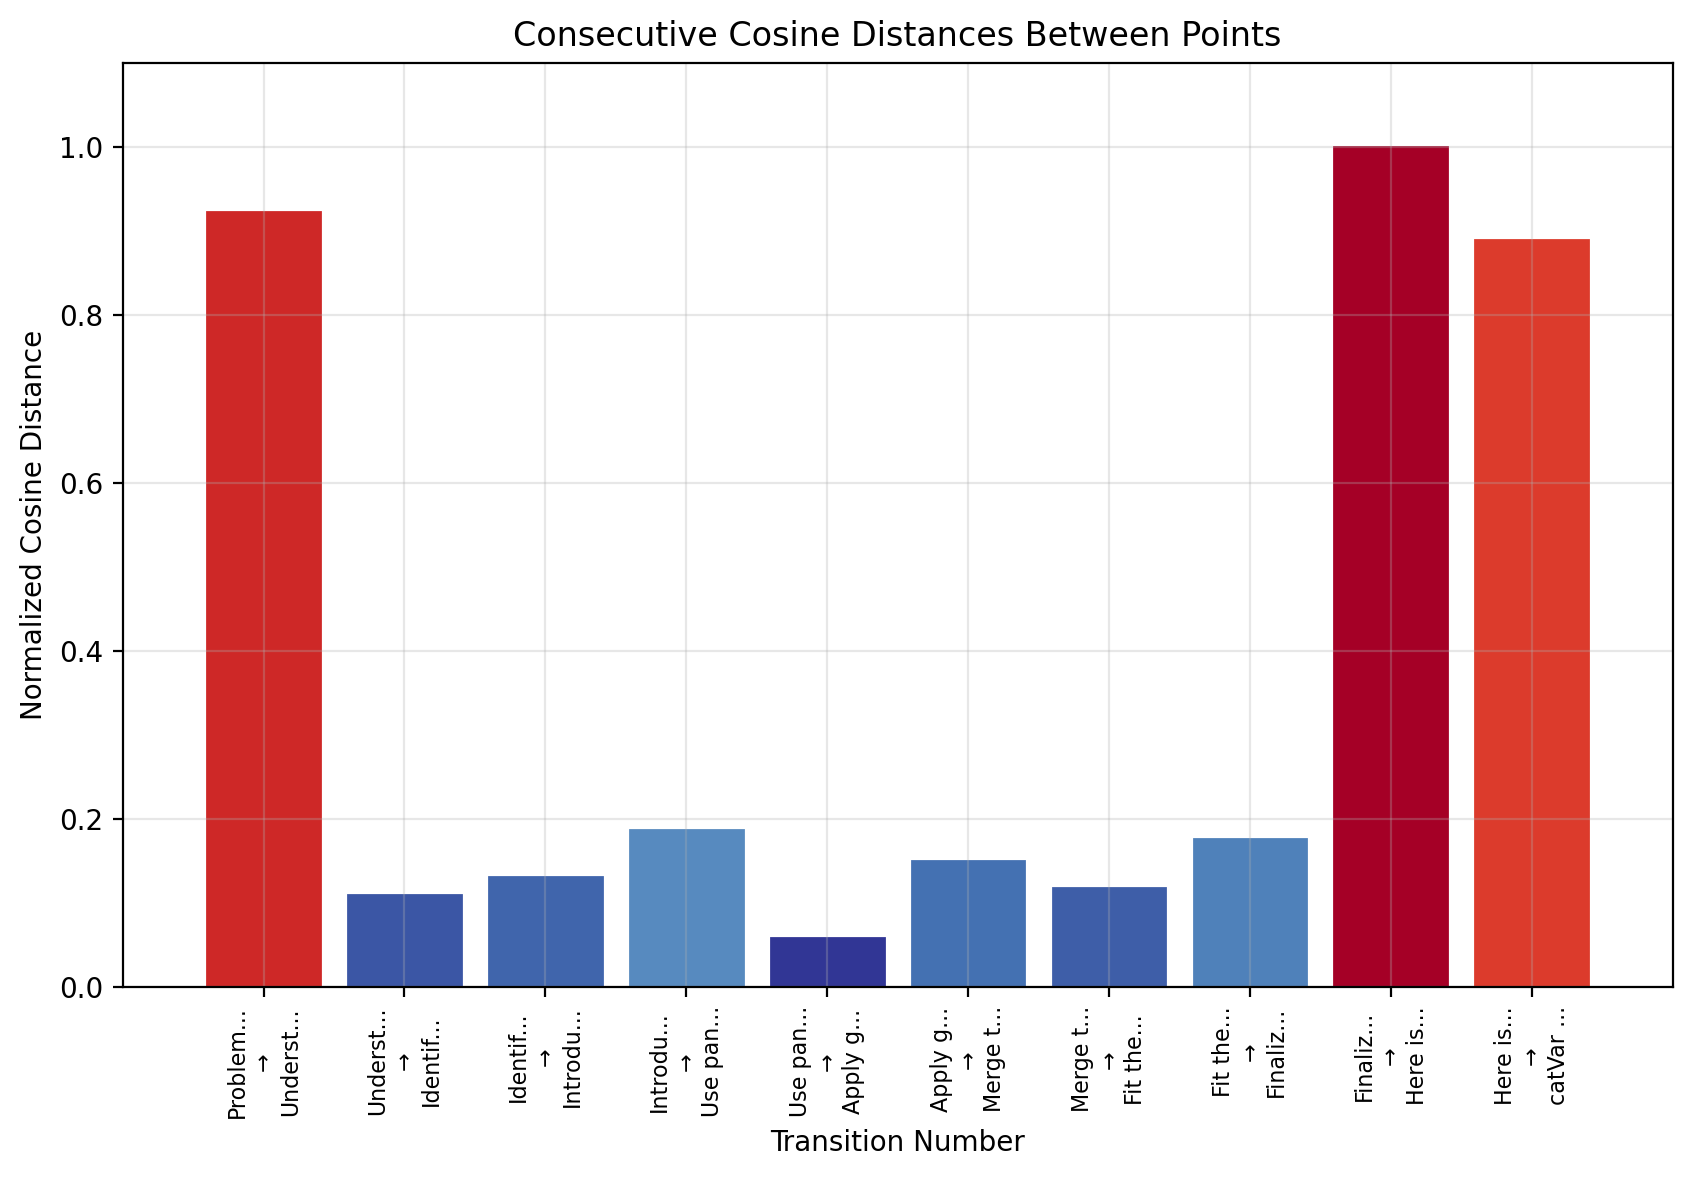 Consecutive Cosine Distances Between Points
Normalized Cosine Distance
1.0
0.8
0.6
0.4
0.2
0.0
Problem...
→
Underst...
Underst...
→
Identif...
Identif...
→
Introdu...
Introdu...
→
Use pan...
Use pan...
→
Apply g...
Apply g...
→
Merge t...
Merge t...
→
Fit the...
Fit the...
→
Finaliz...
Finaliz...
→
Here is...
Here is...
→
catVar ...
Transition Number